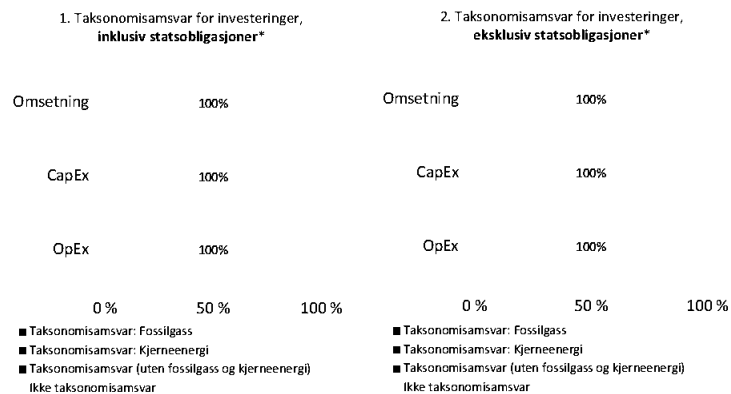 1. Taksonomisamsvar for investeringer,
inklusiv statsobligasjoner*
Omsetning 100%
CapEx 100%
OpEx 100%
0 % 50 % 100 %
■ Taksonomisamsvar: Fossilgass
■ Taksonomisamsvar: Kjerneenergi
■ Taksonomisamsvar (uten fossilgass og kjerneenergi)
Ikke taksonomisamsvar
2. Taksonomisamsvar for investeringer,
eksklusiv statsobligasjoner*
Omsetning 100%
CapEx 100%
OpEx 100%
0 % 50 % 100 %
■ Taksonomisamsvar: Fossilgass
■ Taksonomisamsvar: Kjerneenergi
■ Taksonomisamsvar (uten fossilgass og kjerneenergi)
Ikke taksonomisamsvar